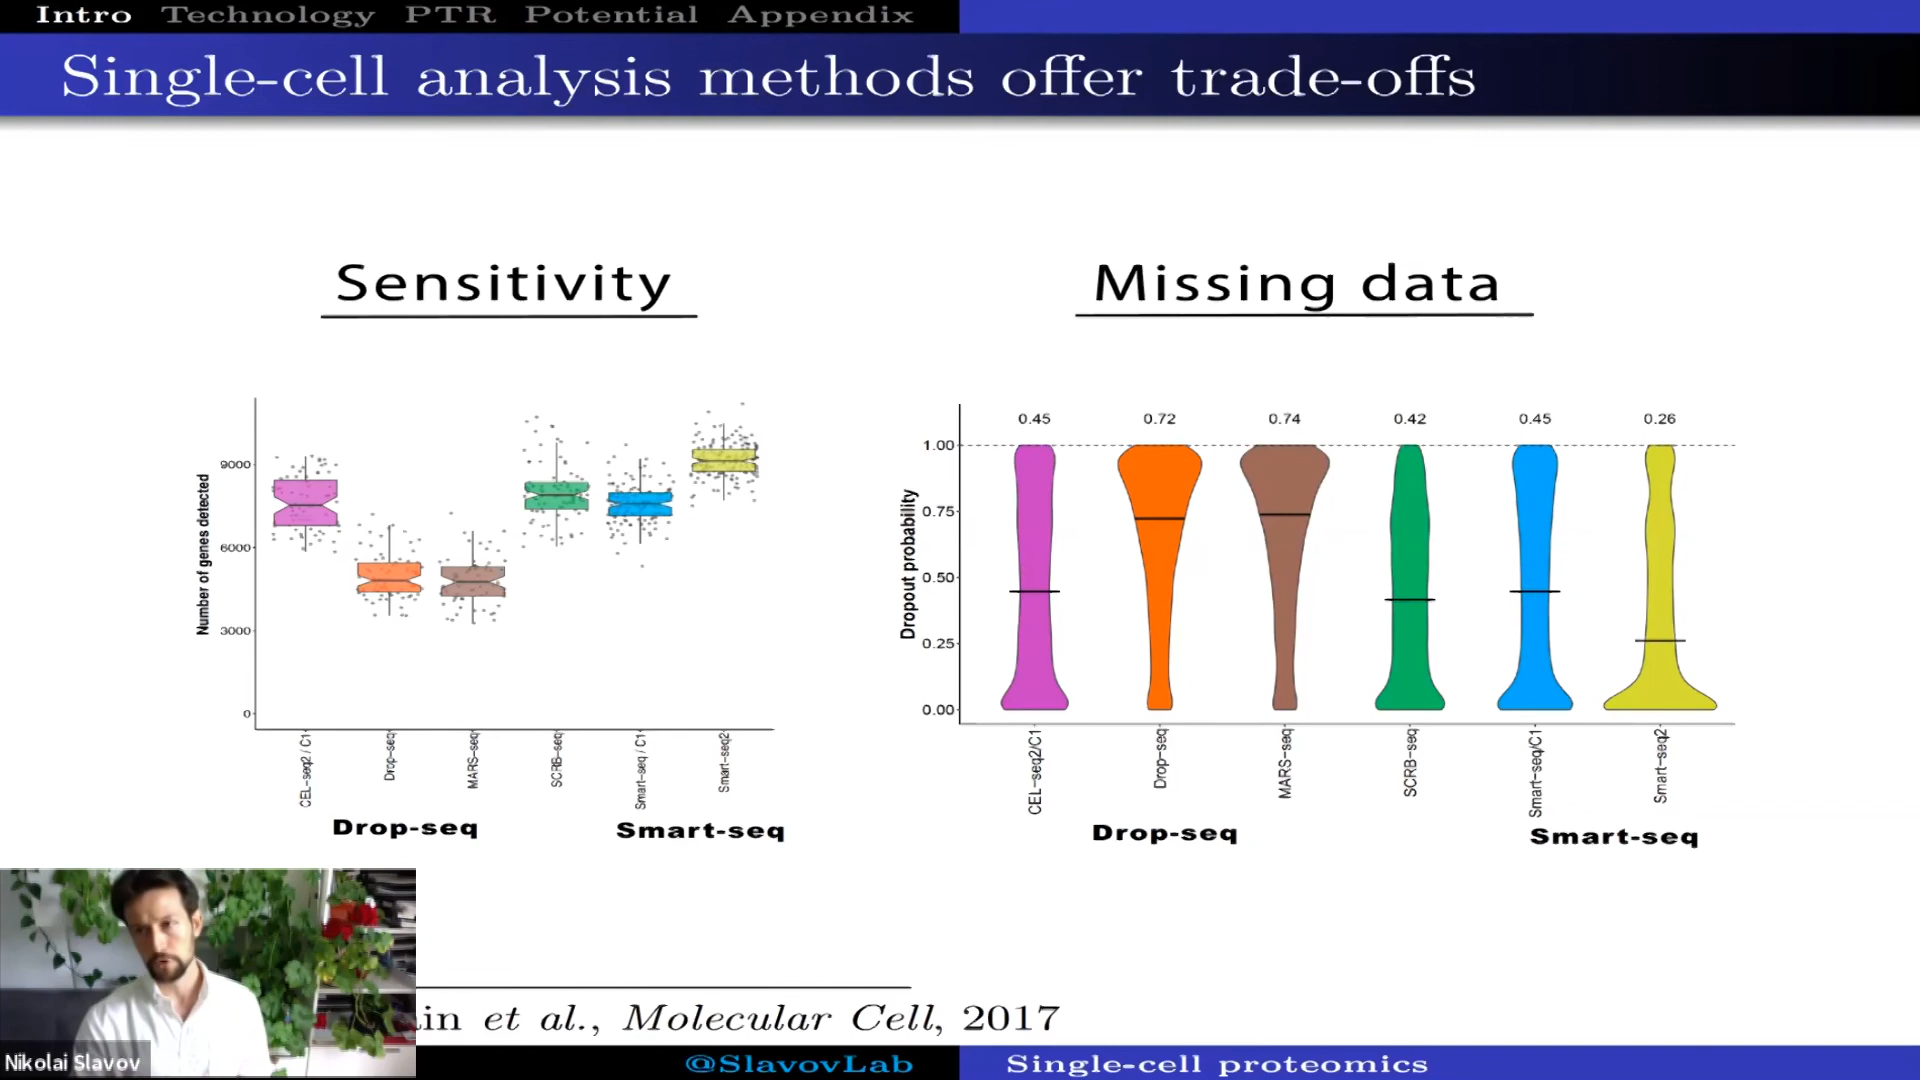 Intro Technology PTR Potential Appendix
Single-cell analysis methods offer trade-offs
Sensitivity
Missing data
Number of genes detected
9000
6000
3000
0
CEL-seq2 / C1
Drop-seq
MARS-seq
SCRB-seq
Smart-seq / C1
Smart-seq2
Drop-seq
Smart-seq
0.45 0.72 0.74 0.42 0.45 0.26
Dropout probability
1.00
0.75
0.50
0.25
0.00
CEL-seq2/C1
Drop-seq
MARS-seq
SCRB-seq
Smart-seq/C1
Smart-seq2
Drop-seq
Smart-seq
et al., Molecular Cell, 2017
Nikolai Slavov
@SlavovLab
Single-cell proteomics